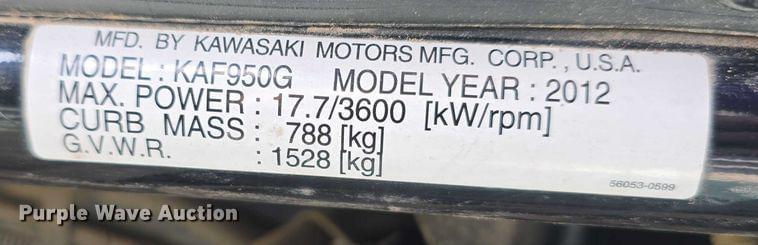 MFD. BY KAWASAKI MOTORS MFG. CORP., U.S.A.
MODEL : KAF950G MODEL YEAR : 2012
MAX. POWER : 17.7/3600 [kW/rpm]
CURB MASS : 788 [kg]
G.V.W.R. : 1528 [kg]
56053-0599
Purple Wave Auction